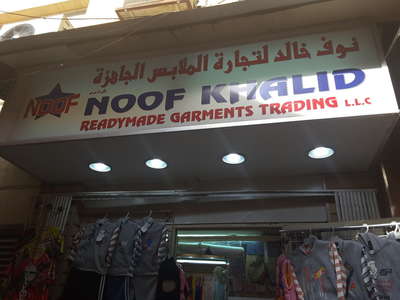 نوف خالد لتجارة الملابس الجاهزة
ذ.م.م
NOOF
NOOF KHALID
READYMADE GARMENTS TRADING L.L.C